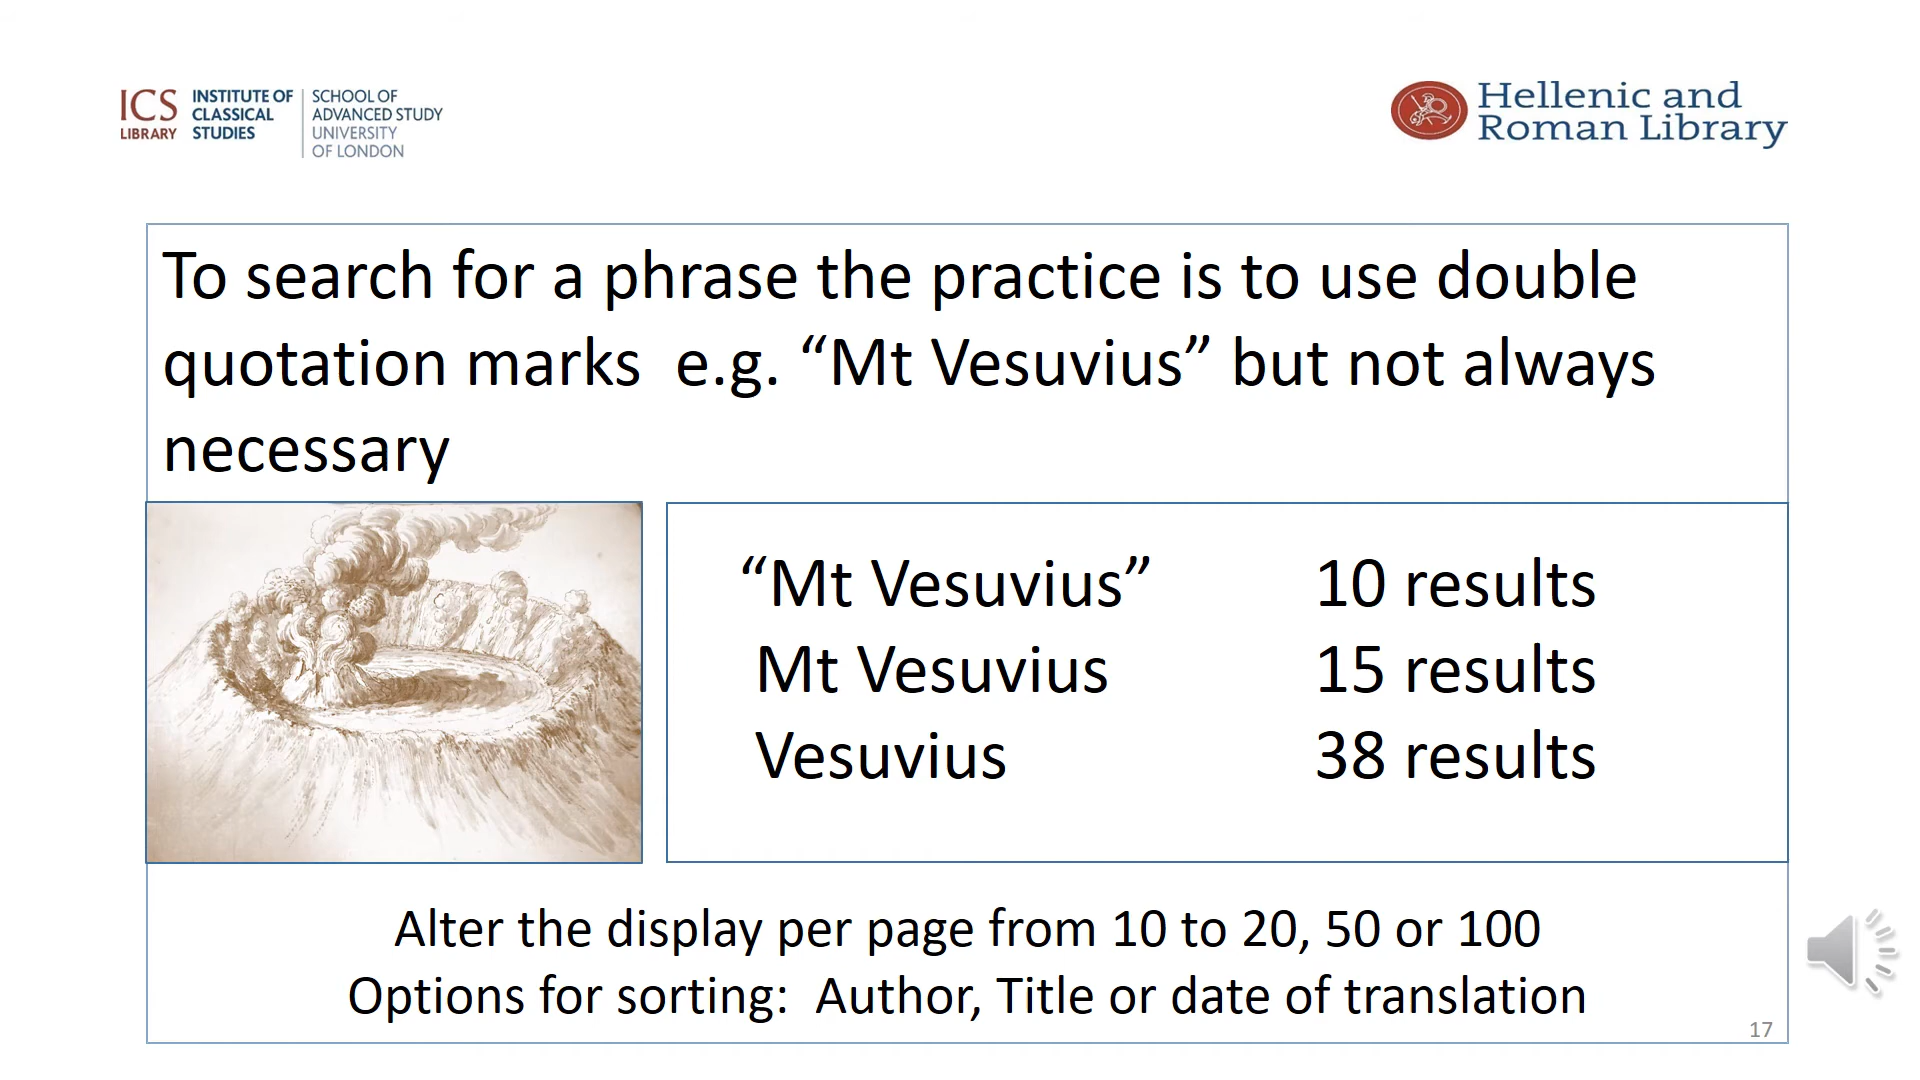 ICS LIBRARY
INSTITUTE OF
CLASSICAL
STUDIES
SCHOOL OF
ADVANCED STUDY
UNIVERSITY
OF LONDON
Hellenic and
Roman Library
To search for a phrase the practice is to use double
quotation marks e.g. “Mt Vesuvius” but not always
necessary
“Mt Vesuvius” 10 results
Mt Vesuvius 15 results
Vesuvius 38 results
Alter the display per page from 10 to 20, 50 or 100
Options for sorting: Author, Title or date of translation
17